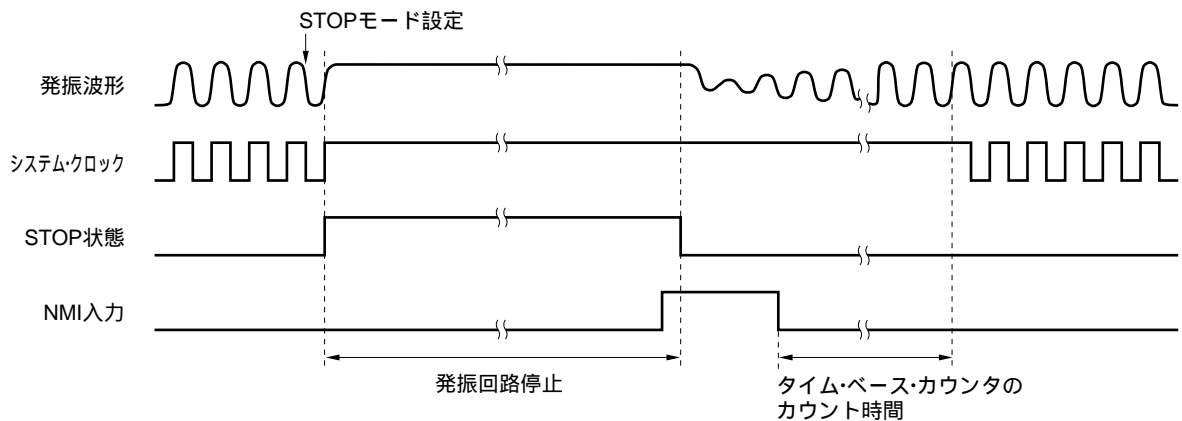 STOPモード設定
発振波形
システム・クロック
STOP状態
NMI入力
発振回路停止
タイム・ベース・カウンタの
カウント時間